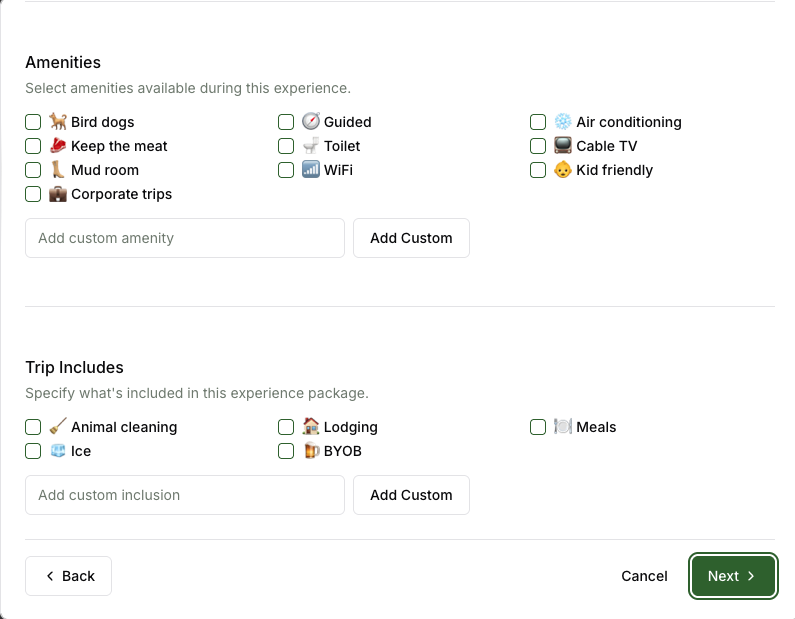 Amenities
Select amenities available during this experience.
Bird dogs Guided Air conditioning
Keep the meat Toilet Cable TV
Mud room WiFi Kid friendly
Corporate trips
Add custom amenity Add Custom
Trip Includes
Specify what's included in this experience package.
Animal cleaning Lodging Meals
Ice BYOB
Add custom inclusion Add Custom
Back Cancel Next